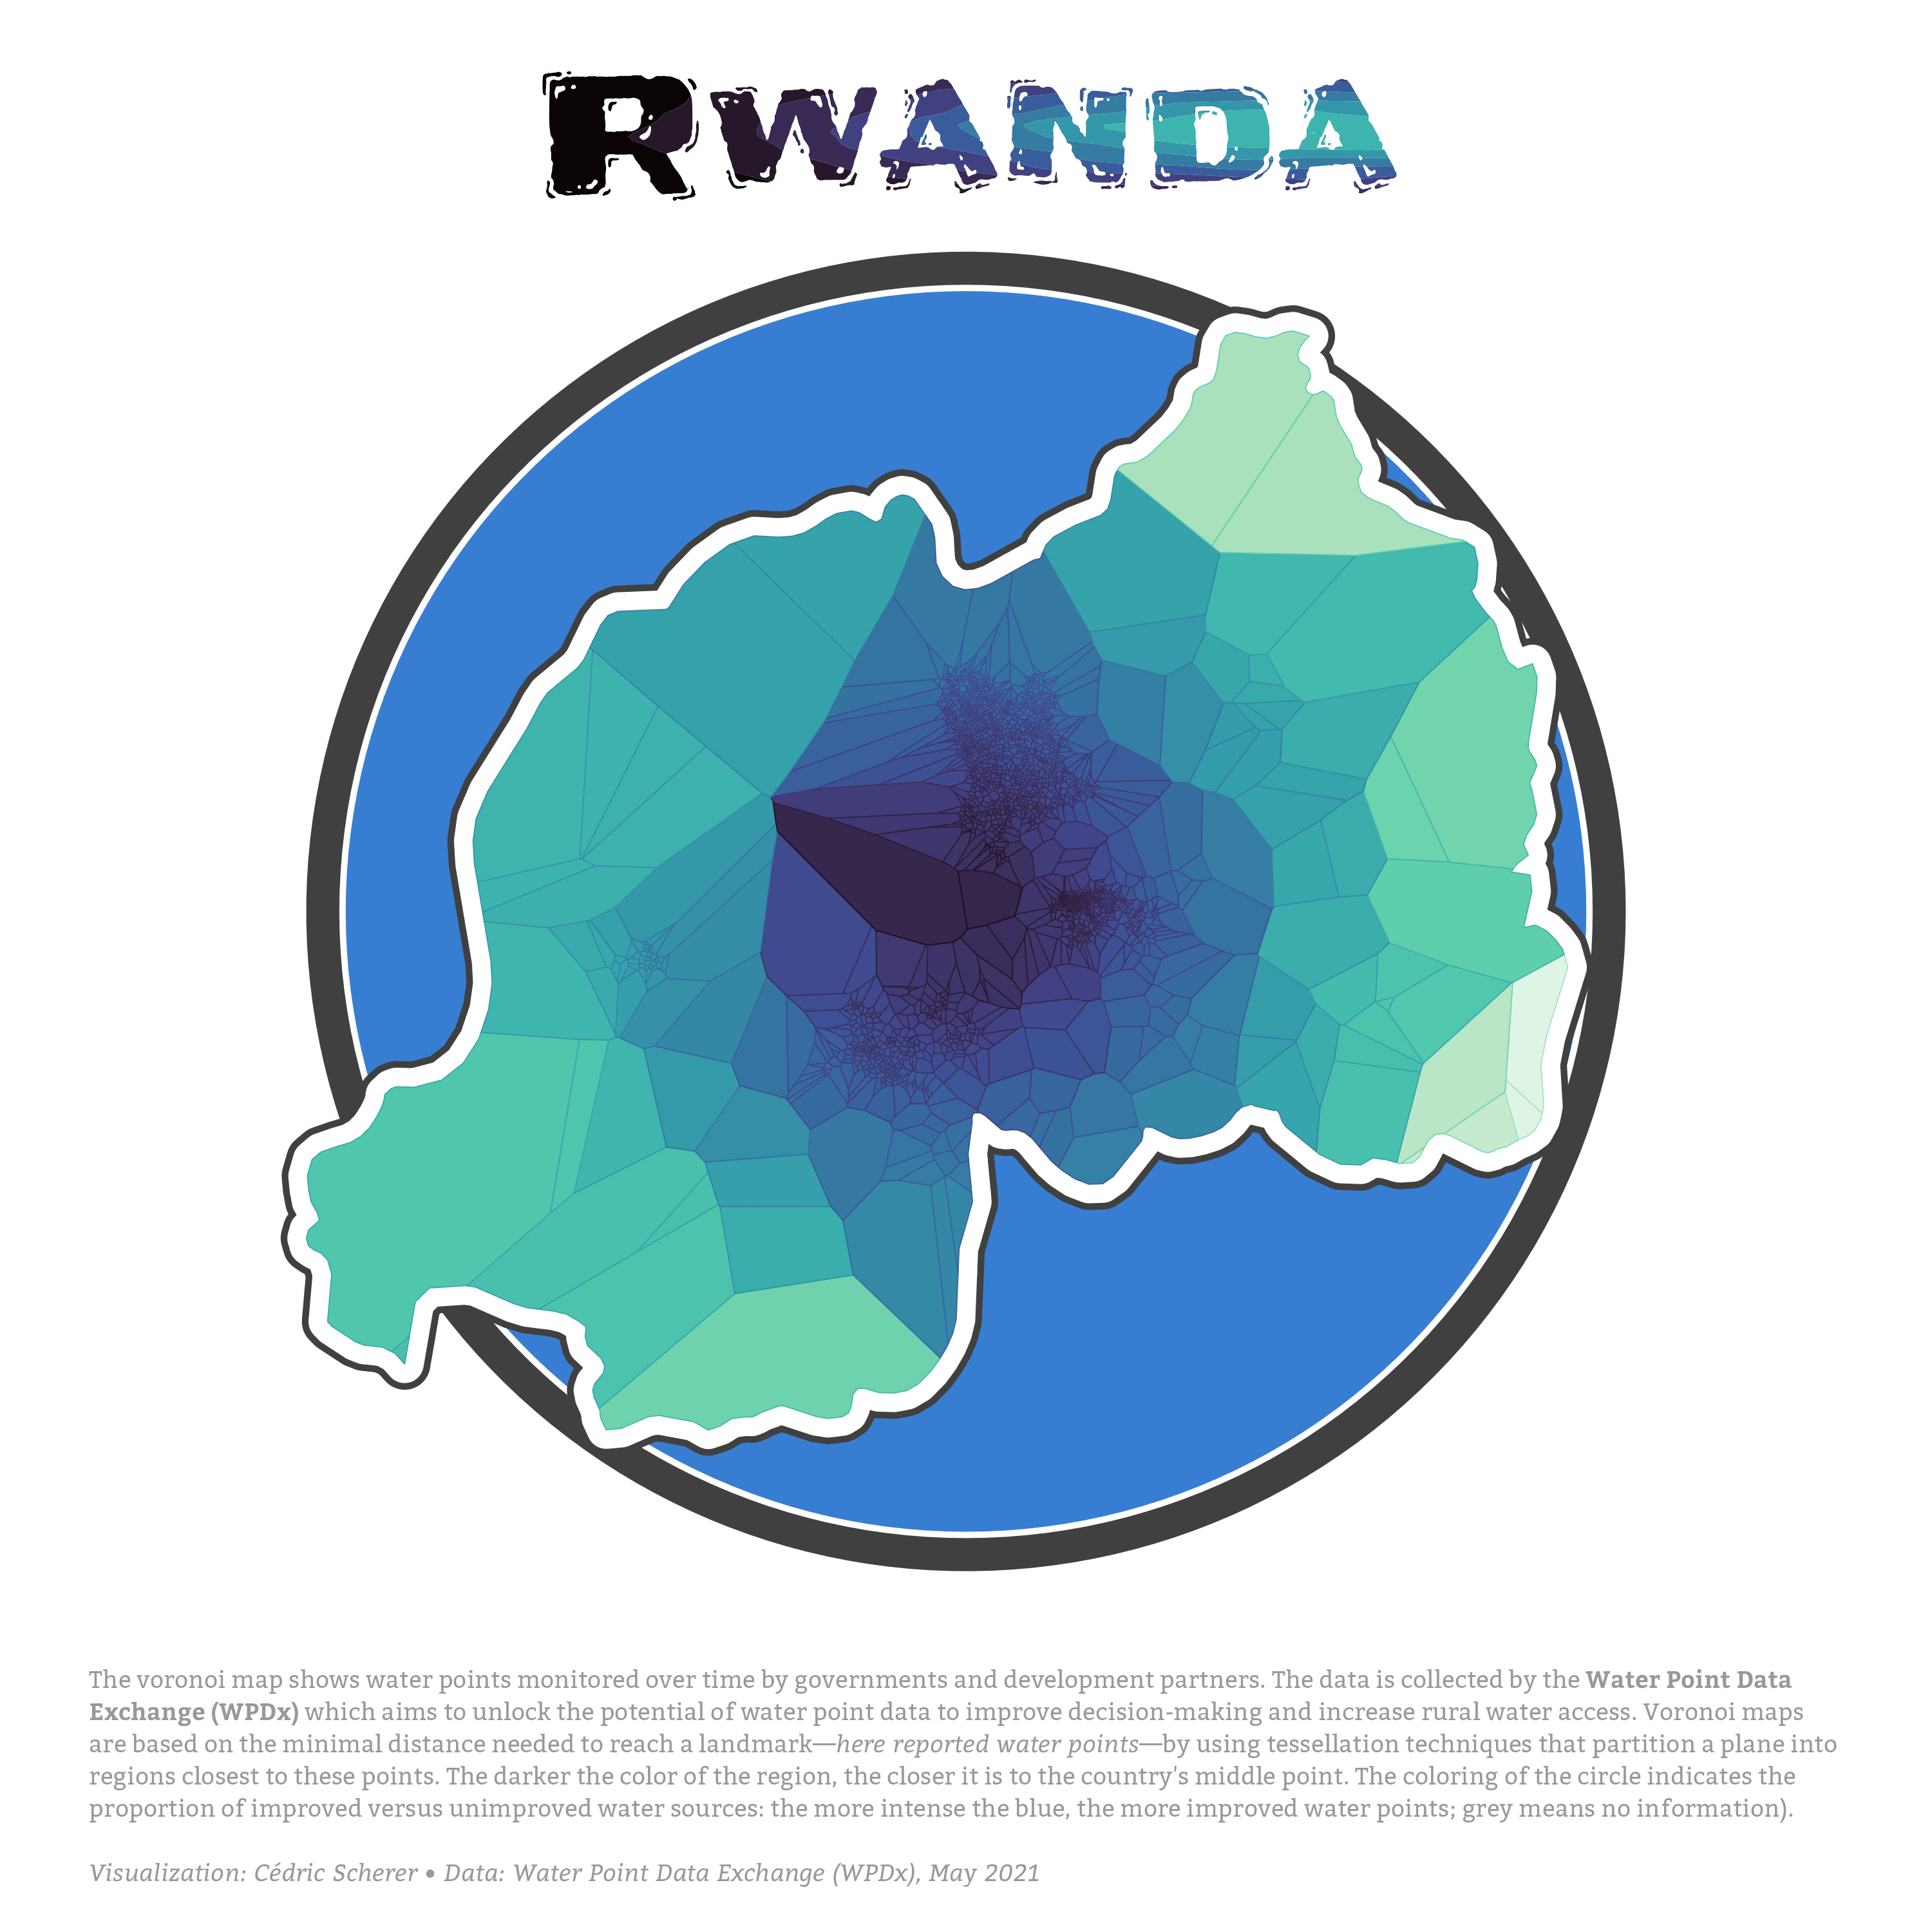 RWANDA
The voronoi map shows water points monitored over time by governments and development partners. The data is collected by the Water Point Data
Exchange (WPDx) which aims to unlock the potential of water point data to improve decision-making and increase rural water access. Voronoi maps
are based on the minimal distance needed to reach a landmark—here reported water points—by using tessellation techniques that partition a plane into
regions closest to these points. The darker the color of the region, the closer it is to the country's middle point. The coloring of the circle indicates the
proportion of improved versus unimproved water sources: the more intense the blue, the more improved water points; grey means no information).
Visualization: Cédric Scherer • Data: Water Point Data Exchange (WPDx), May 2021